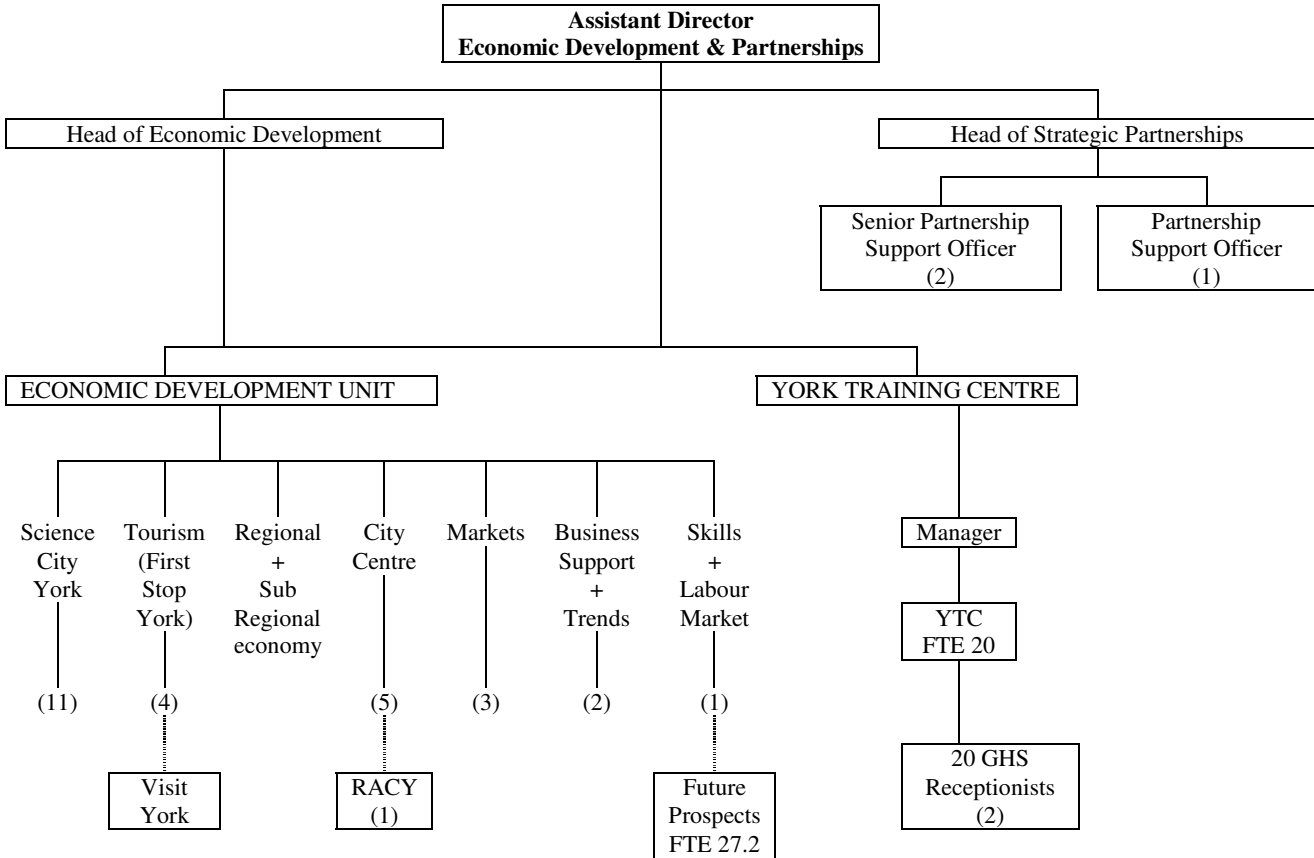 Assistant Director
Economic Development & Partnerships
Head of Economic Development
Head of Strategic Partnerships
Senior Partnership
Support Officer
(2)
Partnership
Support Officer
(1)
ECONOMIC DEVELOPMENT UNIT
YORK TRAINING CENTRE
Science
City
York
(11)
Tourism
(First
Stop
York)
(4)
Visit
York
Regional
+
Sub
Regional
economy
City
Centre
(5)
RACY
(1)
Markets
(3)
Business
Support
+
Trends
(2)
Skills
+
Labour
Market
(1)
Future
Prospects
FTE 27.2
Manager
YTC
FTE 20
20 GHS
Receptionists
(2)